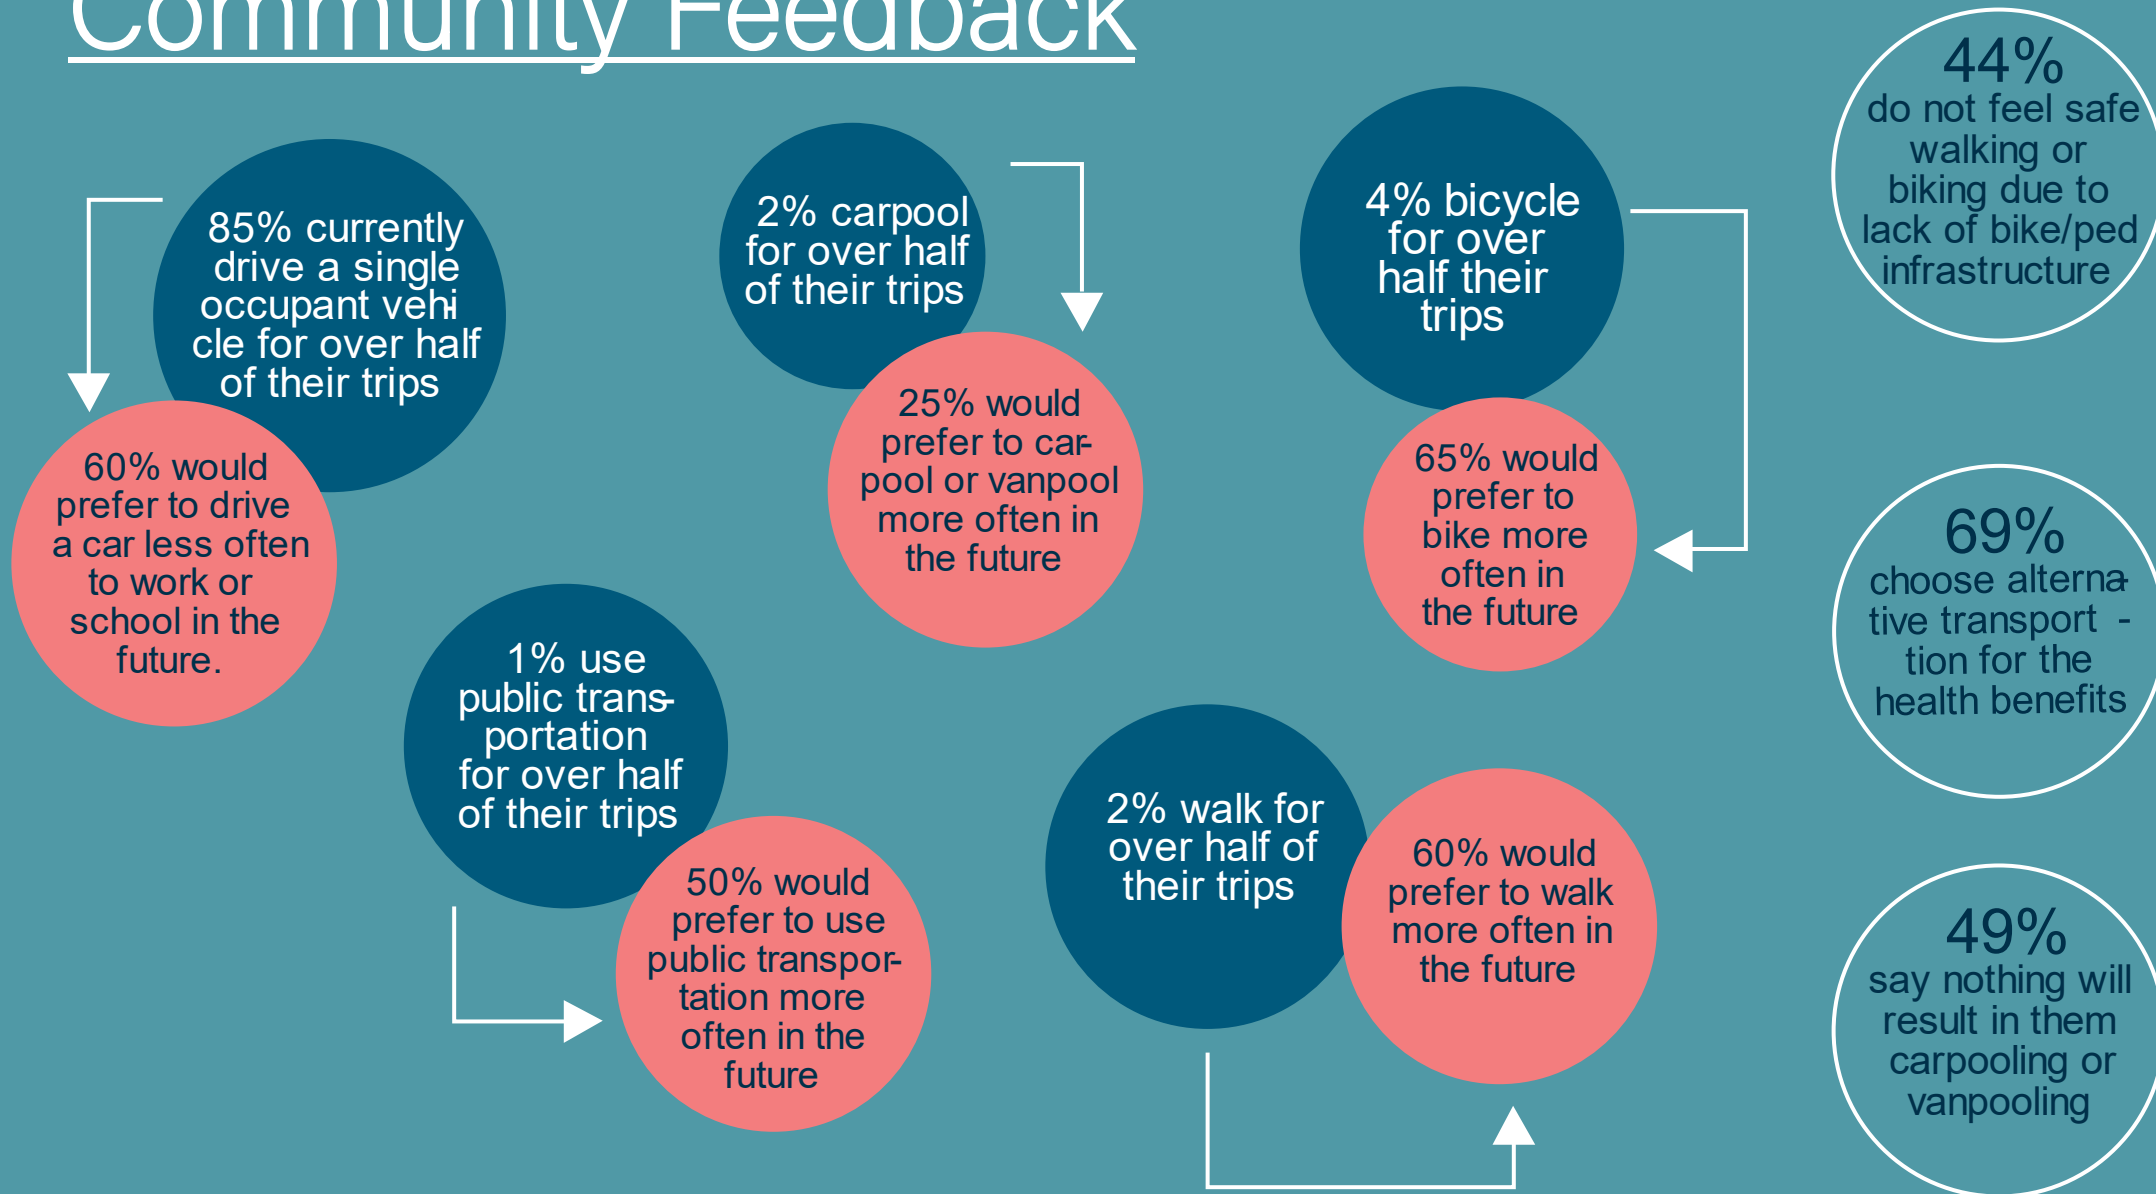 Community Feedback
85% currently
drive a single
occupant vehi-
cle for over half
of their trips
60% would
prefer to drive
a car less often
to work or
school in the
future.
2% carpool
for over half
of their trips
25% would
prefer to car-
pool or vanpool
more often in
the future
4% bicycle
for over
half their
trips
65% would
prefer to
bike more
often in
the future
1% use
public trans-
portation
for over half
of their trips
50% would
prefer to use
public transpor-
tation more
often in the
future
2% walk for
over half of
their trips
60% would
prefer to walk
more often in
the future
44%
do not feel safe
walking or
biking due to
lack of bike/ped
infrastructure
69%
choose alterna-
tive transport -
tion for the
health benefits
49%
say nothing will
result in them
carpooling or
vanpooling